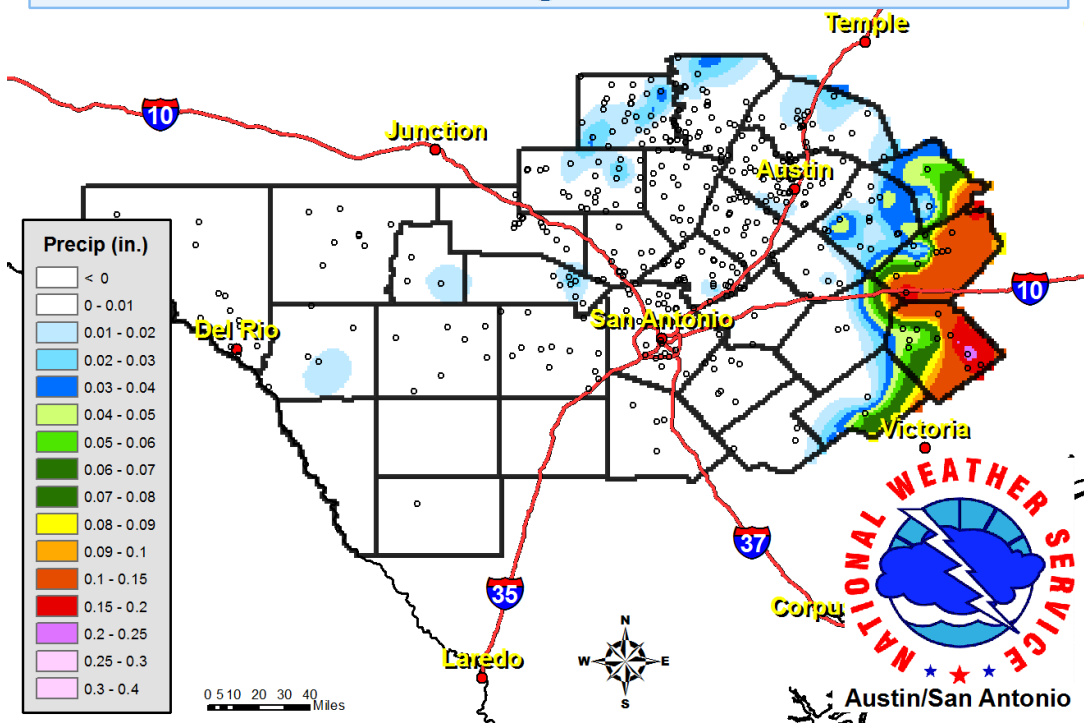 Temple
10
Junction
Austin
Precip (in.)
< 0
0 - 0.01
0.01 - 0.02
0.02 - 0.03
0.03 - 0.04
0.04 - 0.05
0.05 - 0.06
0.06 - 0.07
0.07 - 0.08
0.08 - 0.09
0.09 - 0.1
0.1 - 0.15
0.15 - 0.2
0.2 - 0.25
0.25 - 0.3
0.3 - 0.4
10
San Antonio
Del Rio
Victoria
37
35
Corpu
Laredo
N
W E
S
0 5 10 20 30 40
Miles
NATIONAL WEATHER SERVICE
Austin/San Antonio